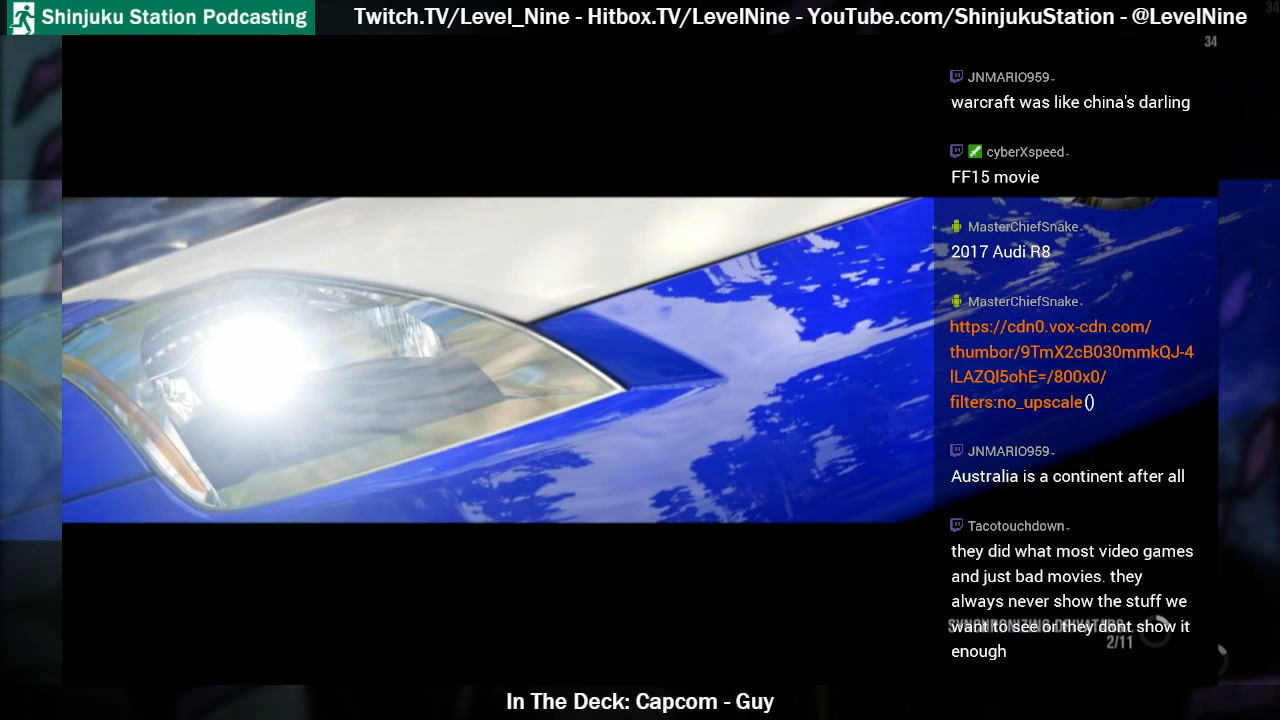 Shinjuku Station Podcasting
Twitch.TV/Level_Nine - Hitbox.TV/LevelNine - YouTube.com/ShinjukuStation - @LevelNine
34
34
JNMARIO959
warcraft was like china's darling
cyberXspeed
FF15 movie
MasterChiefSnake
2017 Audi R8
MasterChiefSnake
https://cdn0.vox-cdn.com/
thumbor/9TmX2cB030mmkQJ-4
lLAZQl5ohE=/800x0/
filters:no_upscale()
JNMARIO959
Australia is a continent after all
Tacotouchdown
they did what most video games
and just bad movies. they
always never show the stuff we
want to see or they dont show it
SYNCHRONIZING DRIVATARS
2/11
enough
In The Deck: Capcom - Guy